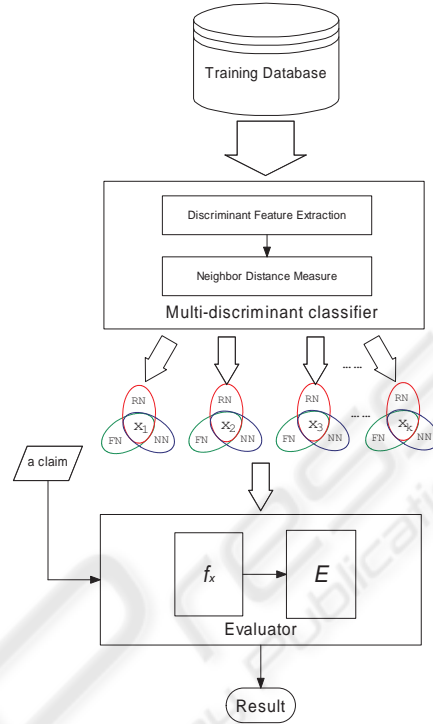 Training Database
Discriminant Feature Extraction
Neighbor Distance Measure
Multi-discriminant classifier
... ...
RN RN RN RN
X1 X2 X3 ... ... Xk
FN NN FN NN FN NN FN NN
a claim
fx E
Evaluator
Result